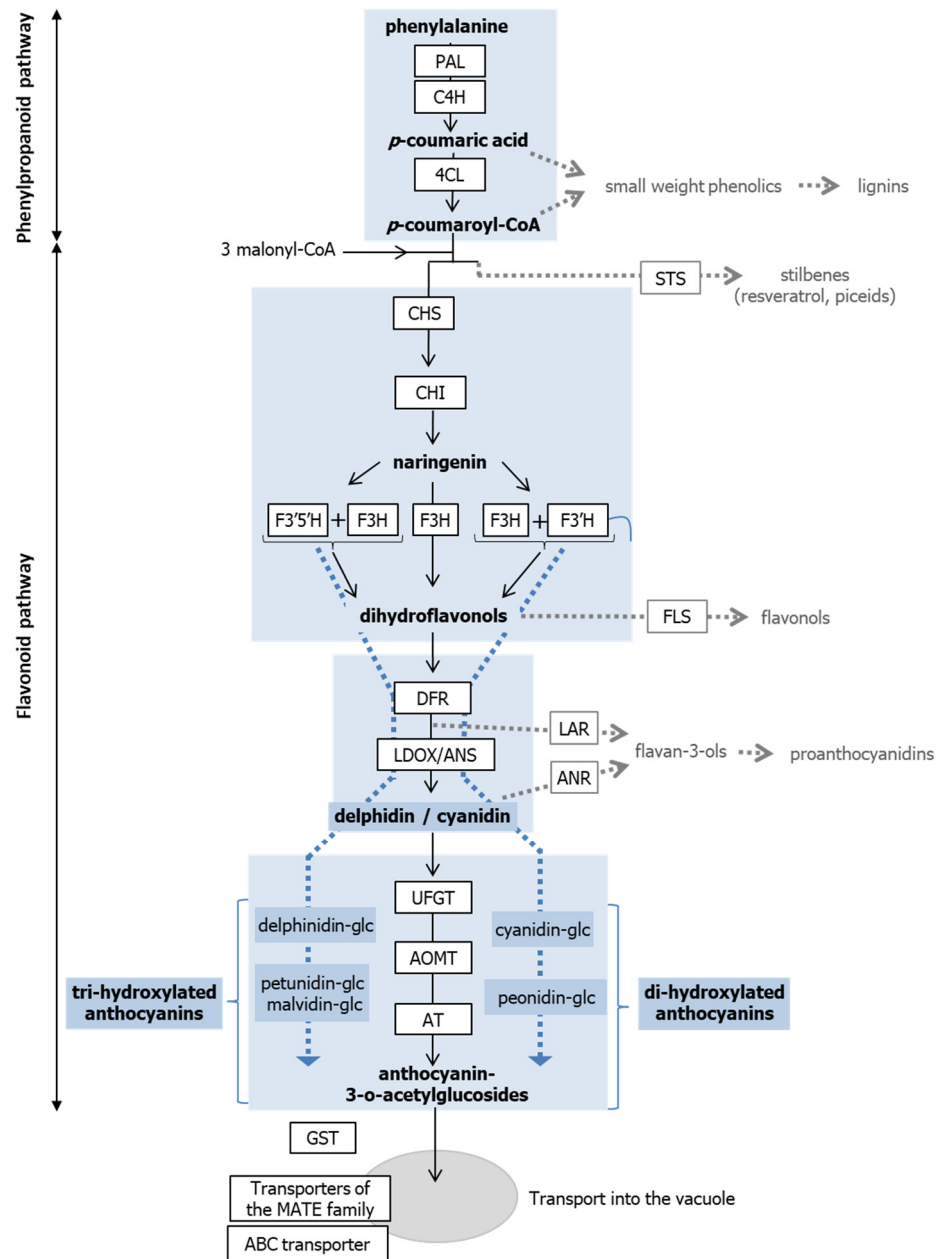 Phenylpropanoid pathway
phenylalanine
PAL
C4H
p-coumaric acid
4CL
small weight phenolics
lignins
p-coumaroyl-CoA
Flavonoid pathway
3 malonyl-CoA
STS
stilbenes
(resveratrol, piceids)
CHS
CHI
naringenin
F3'5'H + F3H
F3H
F3H + F3'H
dihydroflavonols
FLS
flavonols
DFR
LAR
LDOX/ANS
flavan-3-ols
proanthocyanidins
ANR
delphidin / cyanidin
UFGT
delphinidin-glc
cyanidin-glc
AOMT
tri-hydroxylated
anthocyanins
petunidin-glc
malvidin-glc
peonidin-glc
di-hydroxylated
anthocyanins
AT
anthocyanin-
3-o-acetylglucosides
GST
Transporters of
the MATE family
Transport into the vacuole
ABC transporter